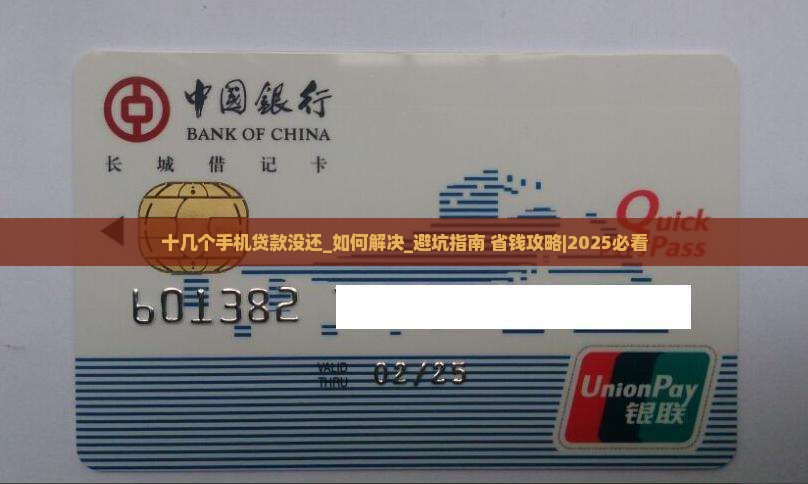 中國銀行
BANK OF CHINA
长城借记卡
Quick
Pass
十几个手机贷款没还_如何解决_避坑指南 省钱攻略|2025必看
601382
VALID
THRU
02/25
UnionPay
银联